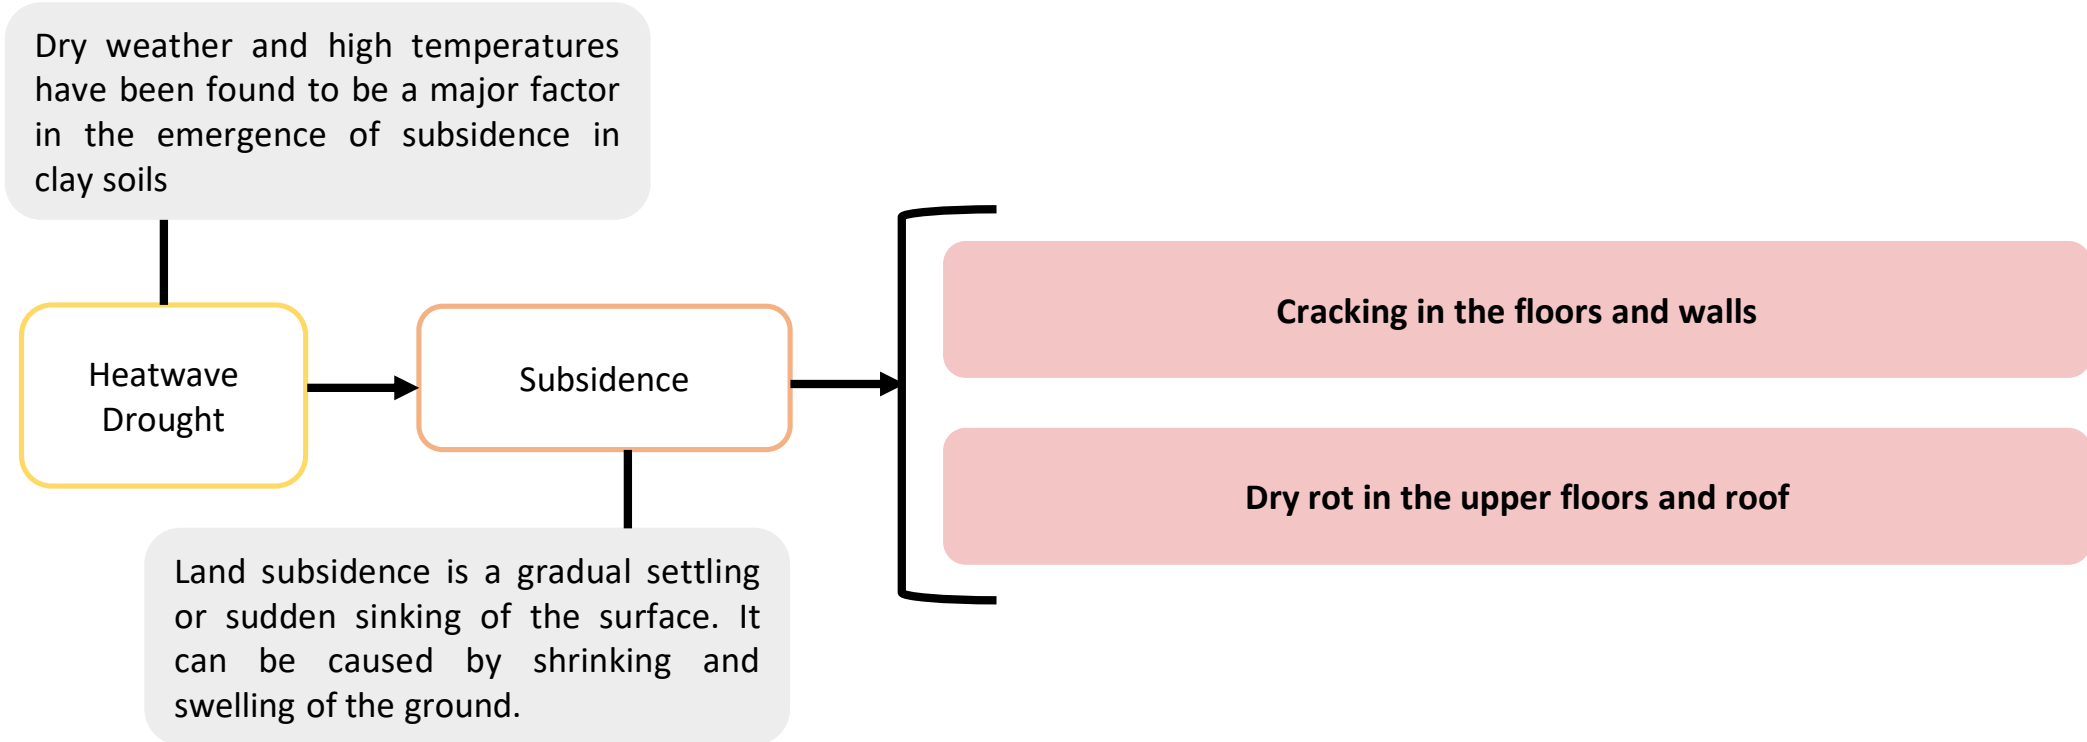 Dry weather and high temperatures
have been found to be a major factor
in the emergence of subsidence in
clay soils
Heatwave
Drought
Subsidence
Cracking in the floors and walls
Dry rot in the upper floors and roof
Land subsidence is a gradual settling
or sudden sinking of the surface. It
can be caused by shrinking and
swelling of the ground.